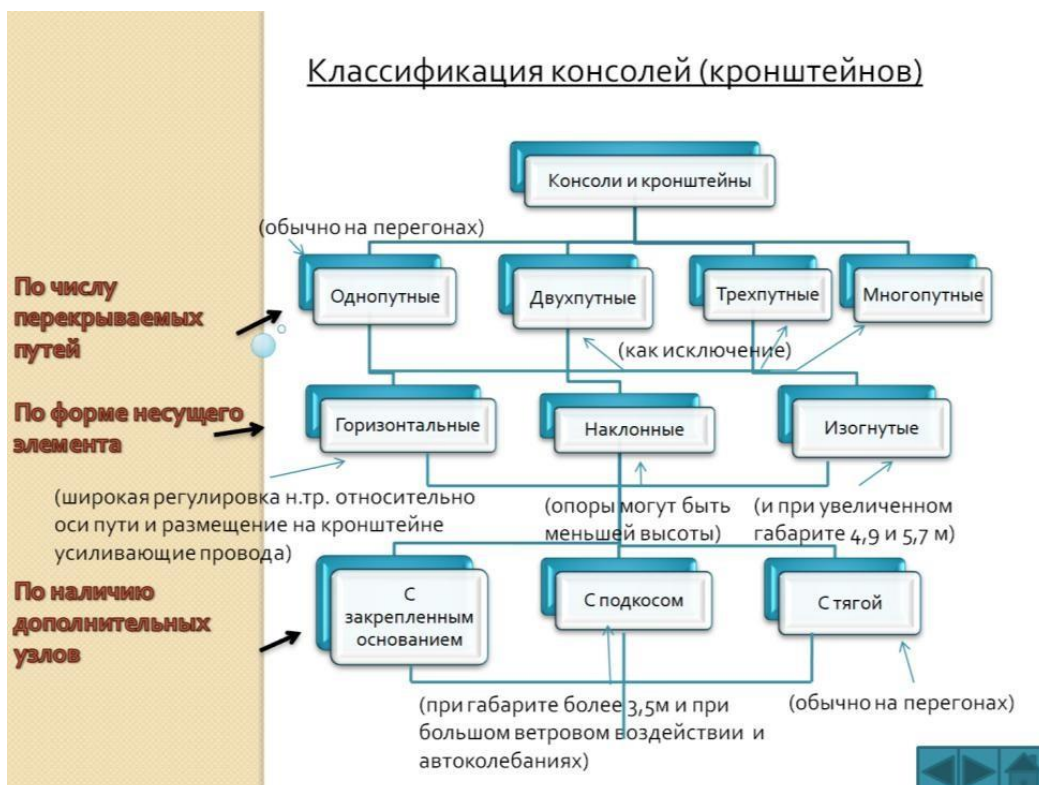 Классификация консолей (кронштейнов)
Консоли и кронштейны
(обычно на перегонах)
По числу
перекрываемых
путей
Однопутные
Двухпутные
Трехпутные
Многопутные
(как исключение)
По форме несущего
элемента
Горизонтальные
Наклонные
Изогнутые
(широкая регулировка н.тр. относительно
оси пути и размещение на кронштейне
усиливающие провода)
(опоры могут быть
меньшей высоты)
(и при увеличенном
габарите 4,9 и 5,7 м)
По наличию
дополнительных
узлов
С
закрепленным
основанием
С подкосом
С тягой
(при габарите более 3,5м и при
большом ветровом воздействии и
автоколебаниях)
(обычно на перегонах)